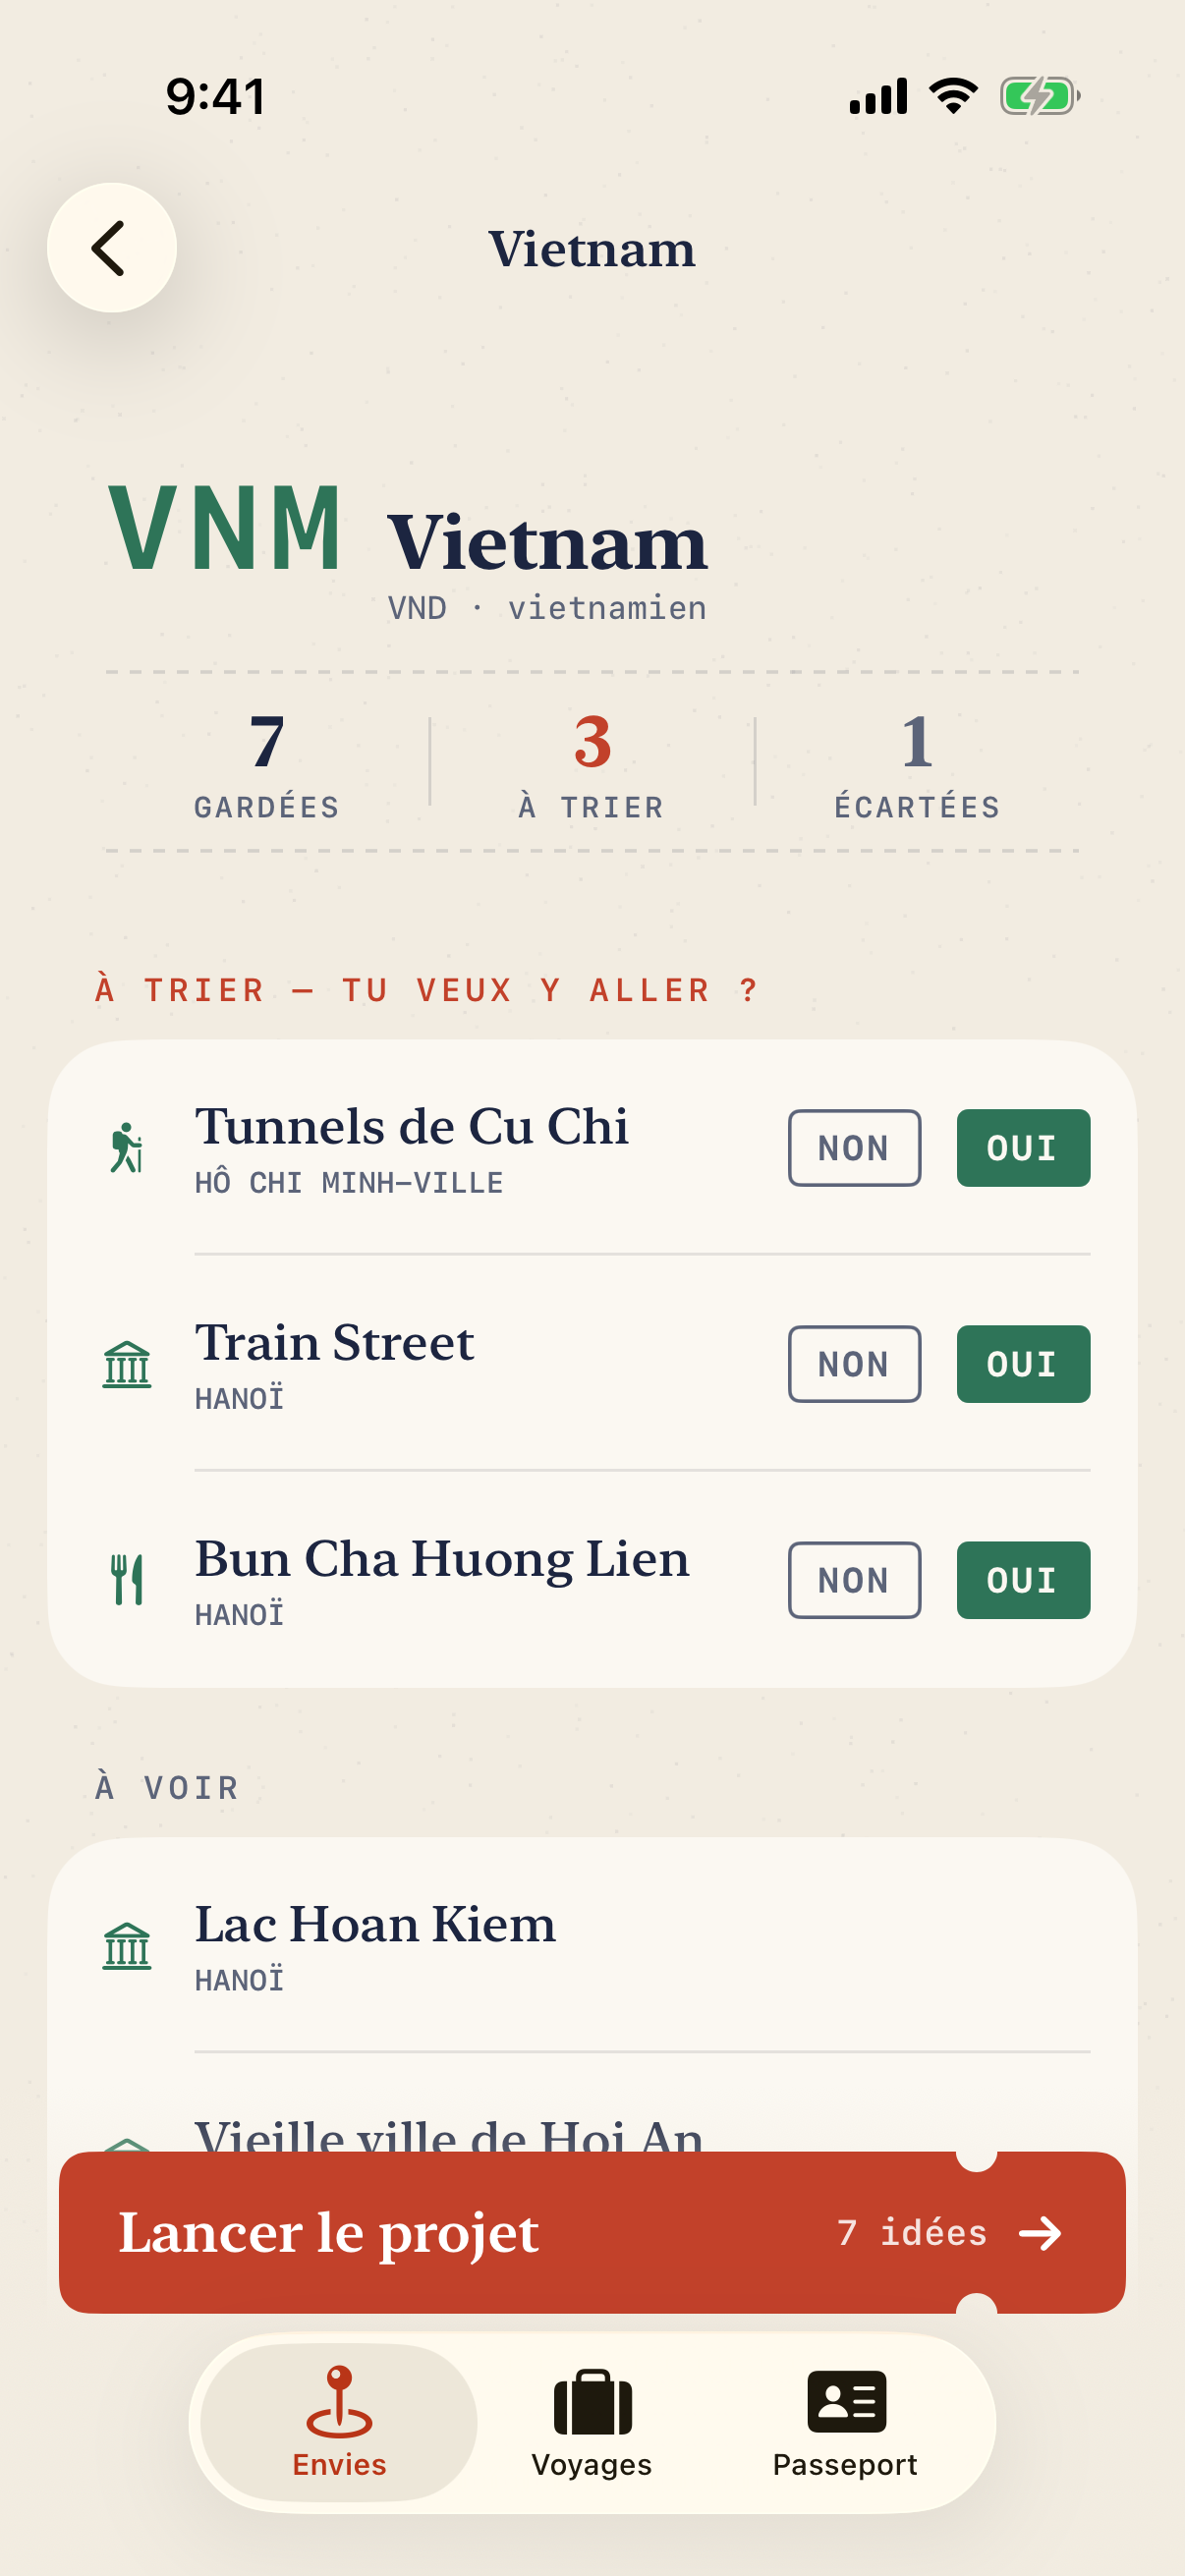 9:41
Vietnam
VNM Vietnam
VND · vietnamien
7 3 1
GARDÉES À TRIER ÉCARTÉES
À TRIER — TU VEUX Y ALLER ?
Tunnels de Cu Chi
HÔ CHI MINH-VILLE
NON OUI
Train Street
HANOÏ
NON OUI
Bun Cha Huong Lien
HANOÏ
NON OUI
À VOIR
Lac Hoan Kiem
HANOÏ
Vieille ville de Hoi An
Lancer le projet 7 idées
Envies Voyages Passeport